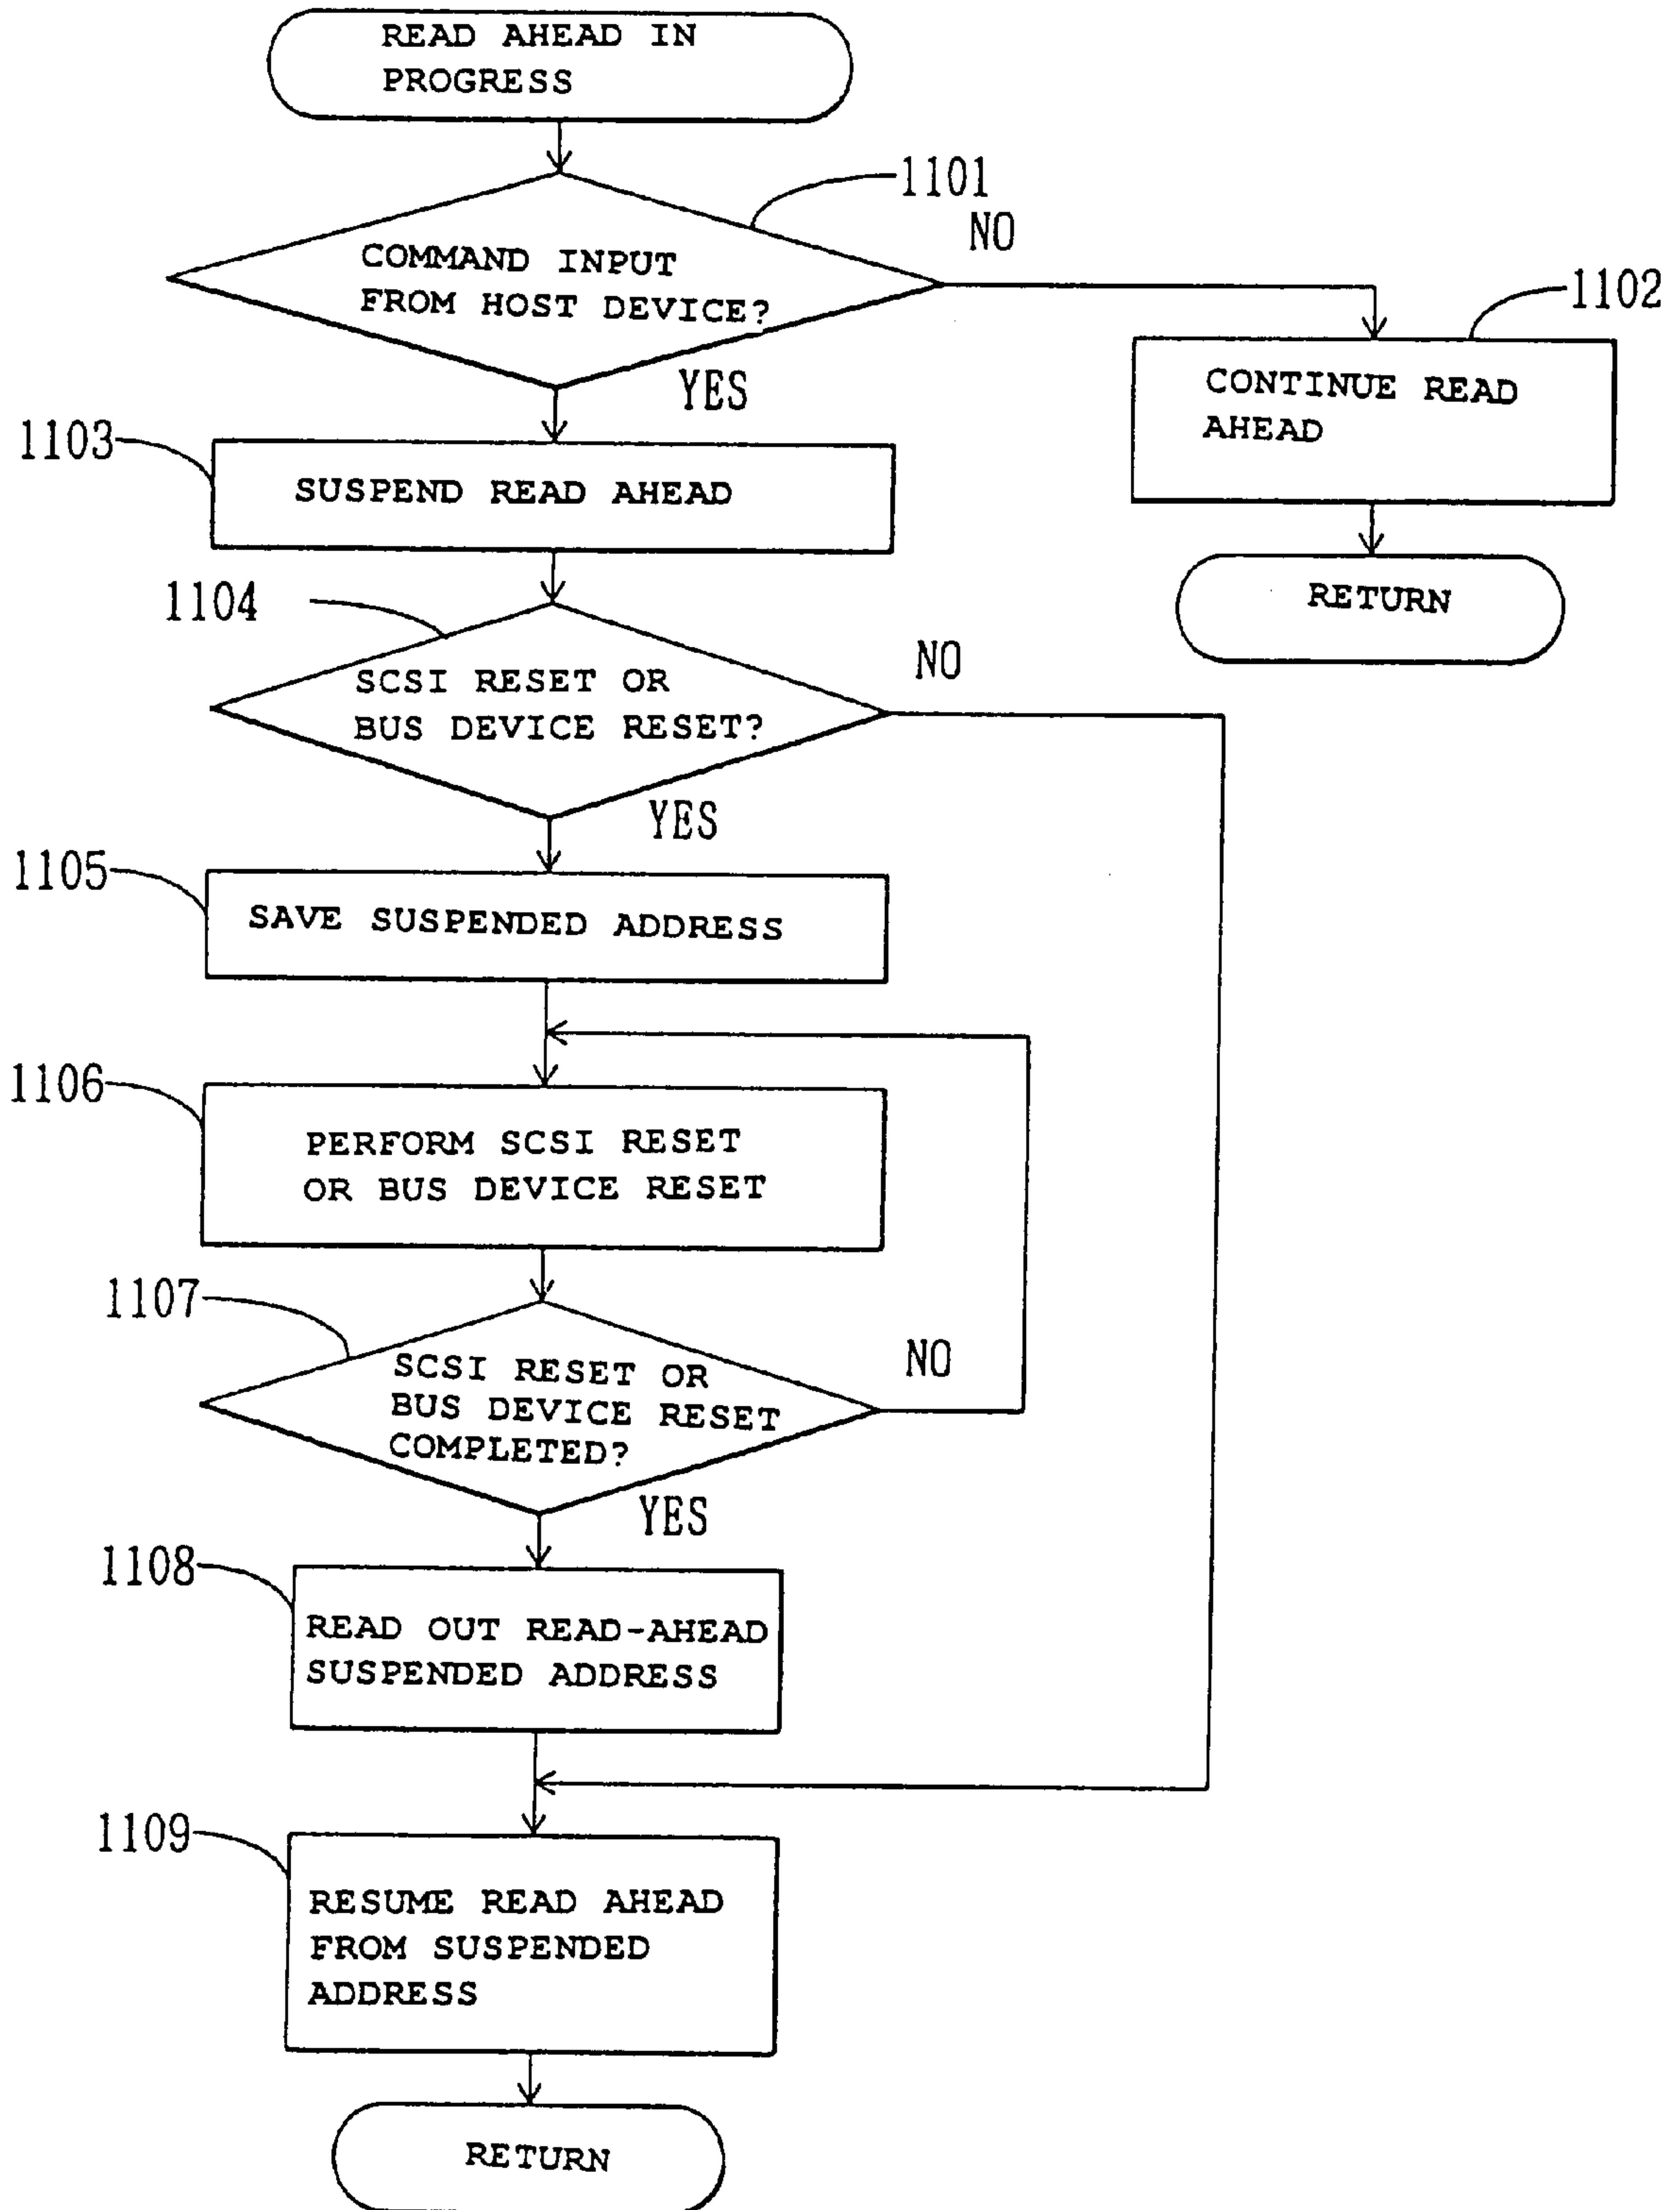 READ AHEAD IN
PROGRESS
1101
COMMAND INPUT
FROM HOST DEVICE?
NO
YES
1102
CONTINUE READ
AHEAD
RETURN
1103
SUSPEND READ AHEAD
1104
SCSI RESET OR
BUS DEVICE RESET?
NO
YES
1105
SAVE SUSPENDED ADDRESS
1106
PERFORM SCSI RESET
OR BUS DEVICE RESET
1107
SCSI RESET OR
BUS DEVICE RESET
COMPLETED?
NO
YES
1108
READ OUT READ-AHEAD
SUSPENDED ADDRESS
1109
RESUME READ AHEAD
FROM SUSPENDED
ADDRESS
RETURN